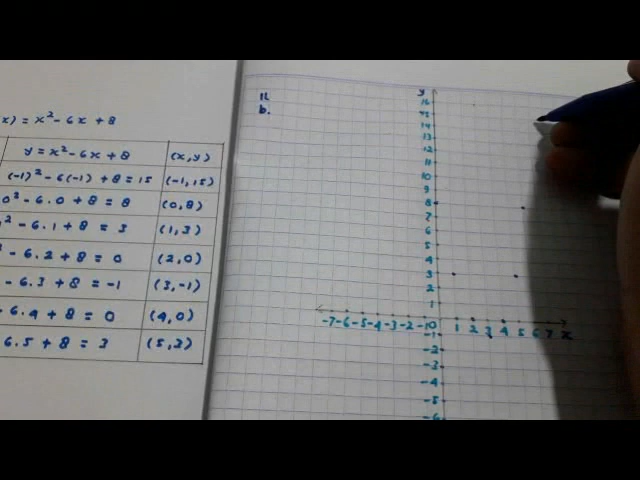 x) = x² - 6x + 8
y = x² - 6x + 8 (x,y)
(-1)² - 6(-1) + 8 = 15 (-1,15)
0² - 6.0 + 8 = 8 (0,8)
² - 6.1 + 8 = 3 (1,3)
² - 6.2 + 8 = 0 (2,0)
- 6.3 + 8 = -1 (3,-1)
- 6.4 + 8 = 0 (4,0)
6.5 + 8 = 3 (5,3)
12
b.
y
16
15
14
13
12
11
10
9
8
7
6
5
4
3
2
1
-7 -6 -5 -4 -3 -2 -1 0 1 2 3 4 5 6 7 x
-1
-2
-3
-4
-5
-6